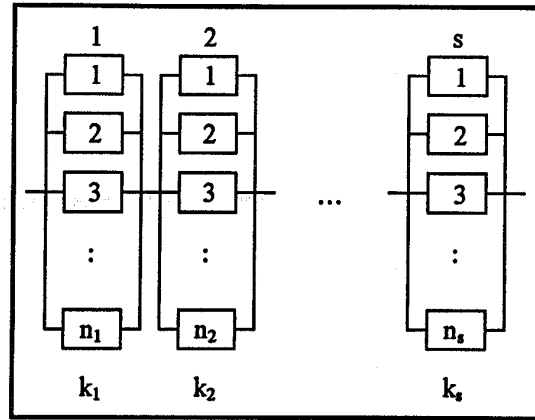 1 2 s
1 1 1
2 2 2
3 3 ... 3
: : :
n₁ n₂ nₛ
k₁ k₂ kₛ